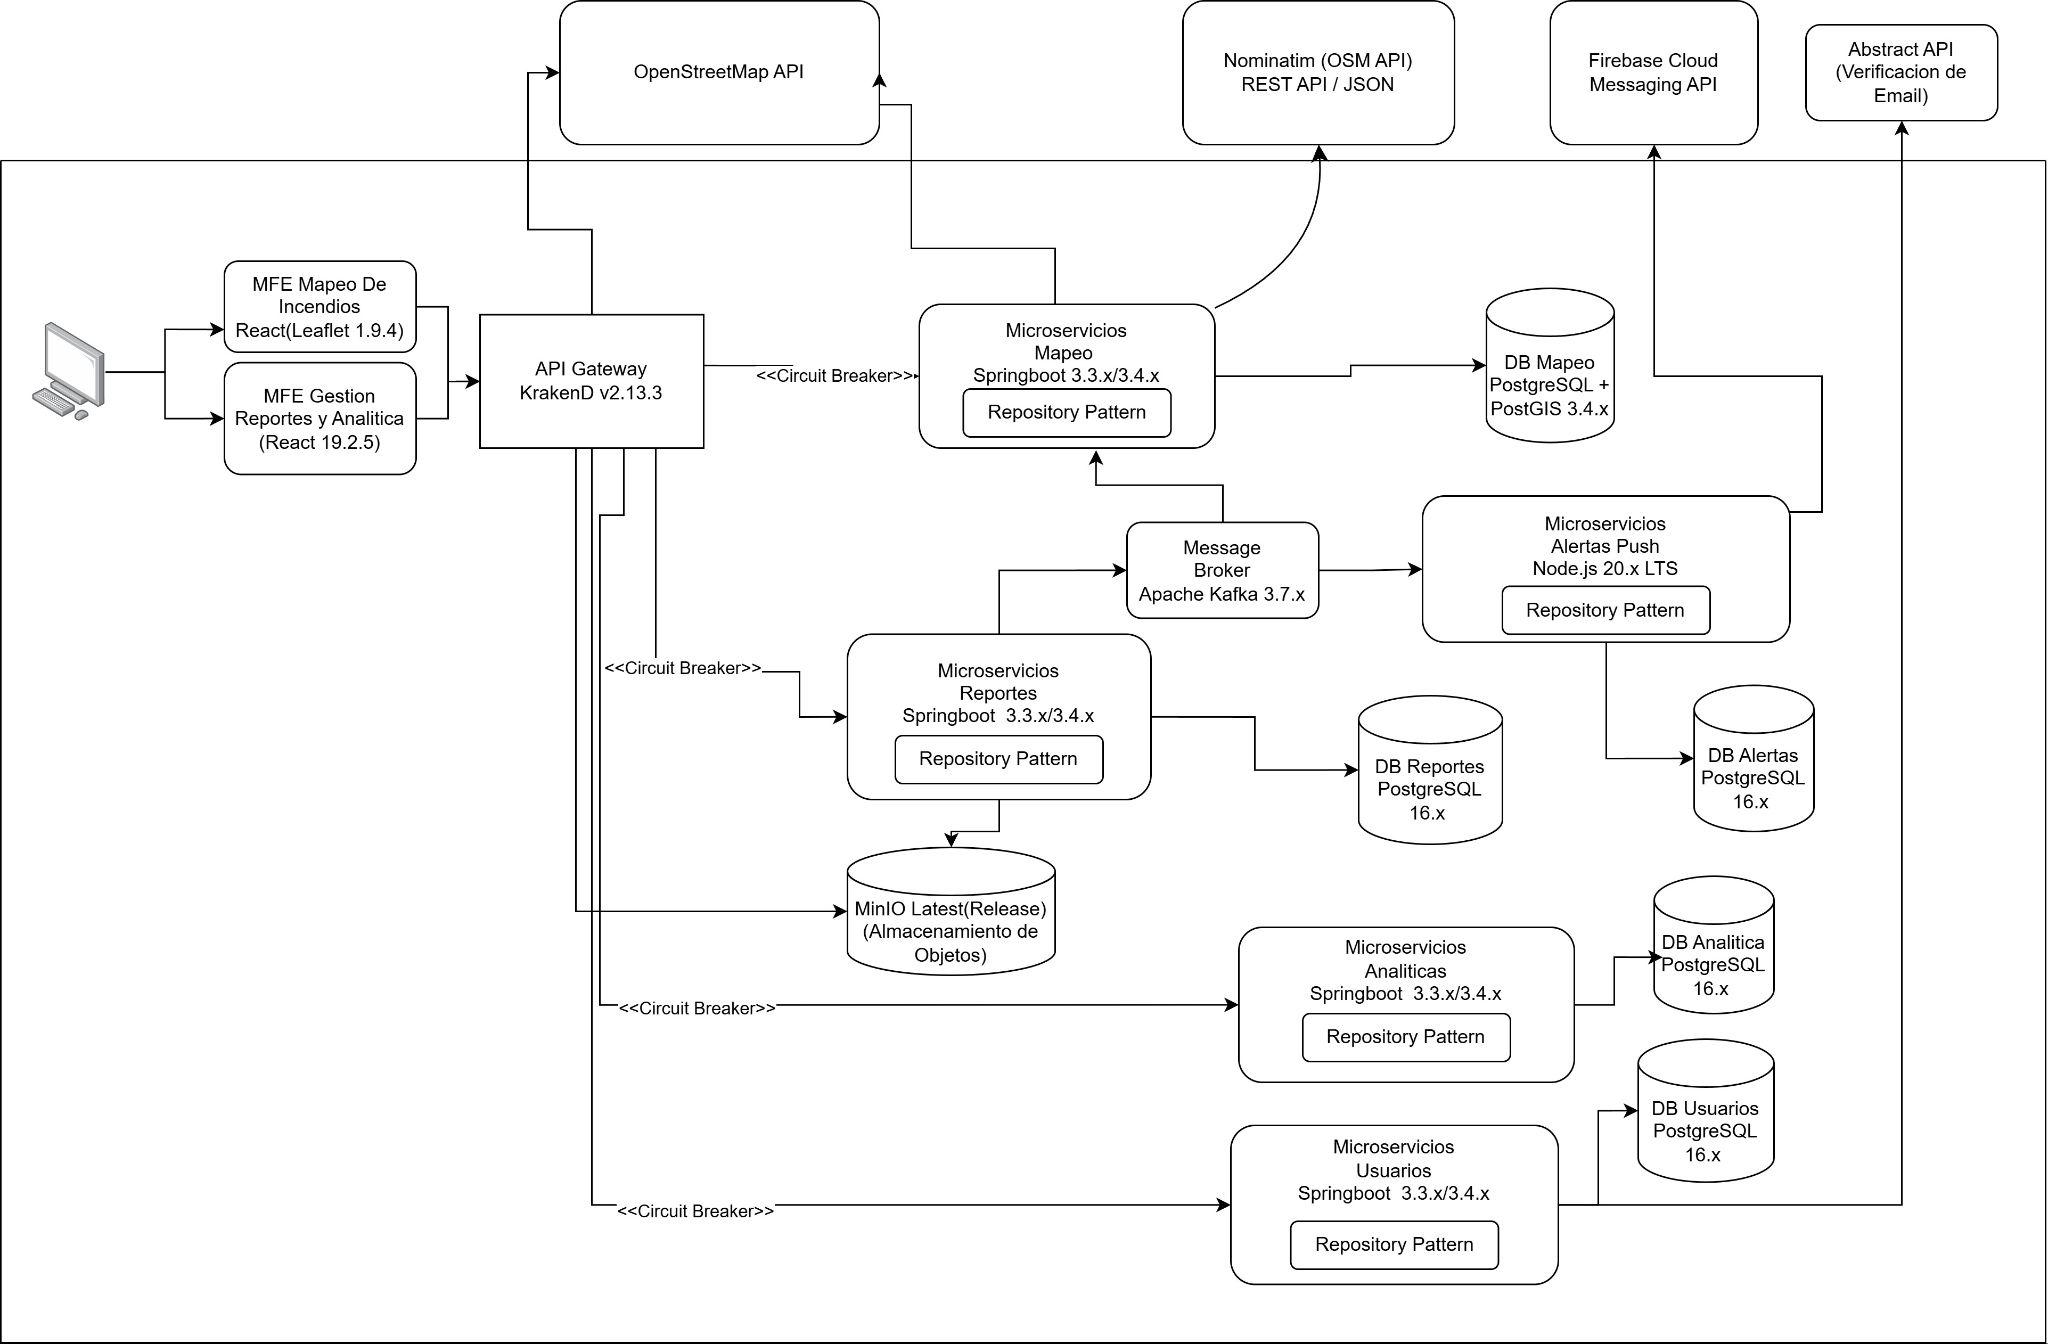 OpenStreetMap API
Nominatim (OSM API)
REST API / JSON
Firebase Cloud
Messaging API
Abstract API
(Verificacion de
Email)
MFE Mapeo De
Incendios
React(Leaflet 1.9.4)
MFE Gestion
Reportes y Analitica
(React 19.2.5)
API Gateway
KrakenD v2.13.3
<<Circuit Breaker>>
Microservicios
Mapeo
Springboot 3.3.x/3.4.x
Repository Pattern
DB Mapeo
PostgreSQL +
PostGIS 3.4.x
Message
Broker
Apache Kafka 3.7.x
Microservicios
Alertas Push
Node.js 20.x LTS
Repository Pattern
<<Circuit Breaker>>
Microservicios
Reportes
Springboot  3.3.x/3.4.x
Repository Pattern
DB Reportes
PostgreSQL
16.x
DB Alertas
PostgreSQL
16.x
MinIO Latest(Release)
(Almacenamiento de
Objetos)
<<Circuit Breaker>>
Microservicios
Analiticas
Springboot  3.3.x/3.4.x
Repository Pattern
DB Analitica
PostgreSQL
16.x
<<Circuit Breaker>>
Microservicios
Usuarios
Springboot  3.3.x/3.4.x
Repository Pattern
DB Usuarios
PostgreSQL
16.x